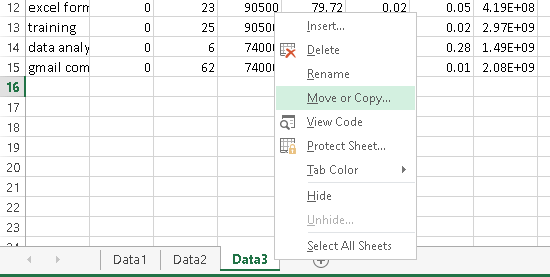 12 excel form 0 23 90500 79.72 0.02 0.05 4.19E+08
13 training 0 25 90500 0.02 2.97E+09
14 data analy 0 6 74000 0.28 1.49E+09
15 gmail com 0 62 74000 0.01 2.08E+09
16
17
18
19
20
21
22
23
Insert...
Delete
Rename
Move or Copy...
View Code
Protect Sheet...
Tab Color
Hide
Unhide...
Select All Sheets
Data1 Data2 Data3